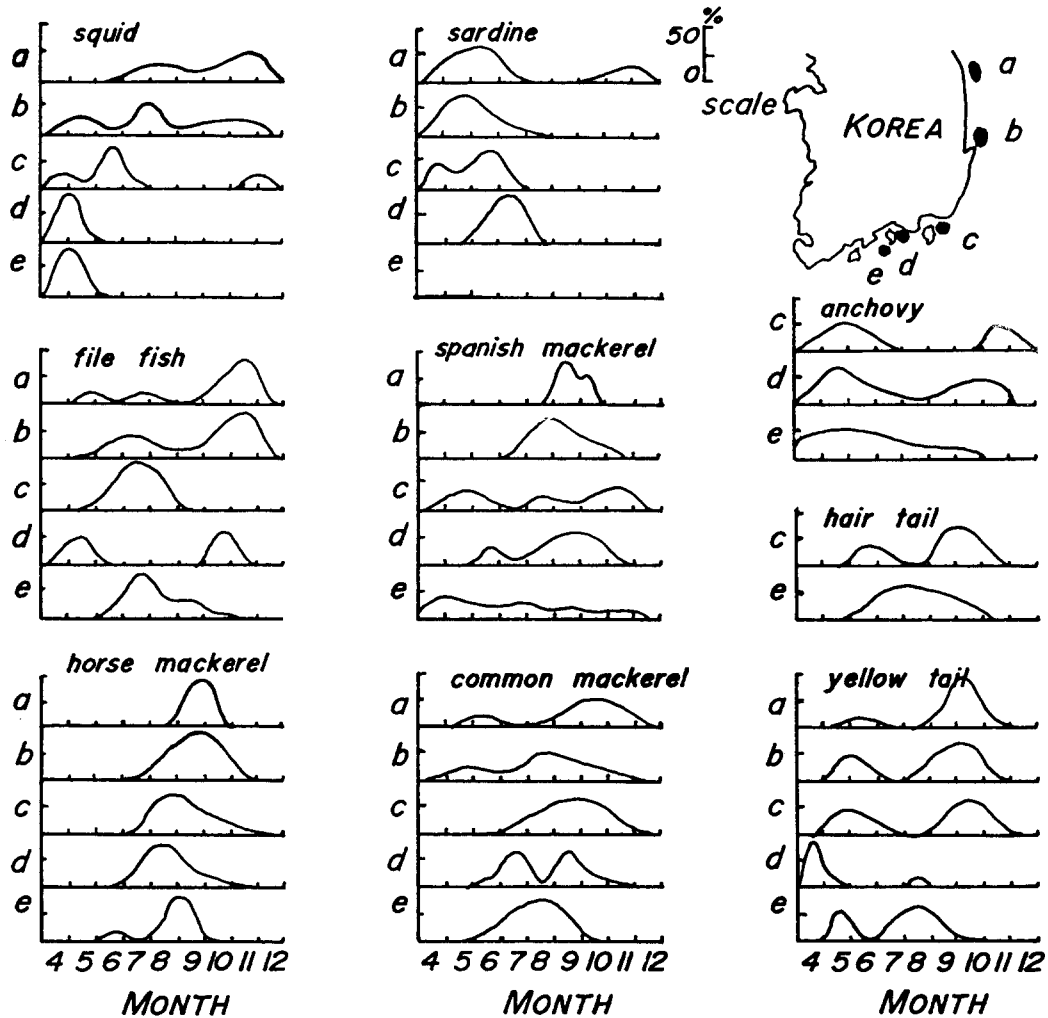 squid
a
b
c
d
e
sardine
a
b
c
d
e
%
50
0
scale
KOREA
a
b
c
d
e
file fish
a
b
c
d
e
spanish mackerel
a
b
c
d
e
anchovy
c
d
e
hair tail
c
e
horse mackerel
a
b
c
d
e
4 5 6 7 8 9 10 11 12
MONTH
common mackerel
a
b
c
d
e
4 5 6 7 8 9 10 11 12
MONTH
yellow tail
a
b
c
d
e
4 5 6 7 8 9 10 11 12
MONTH